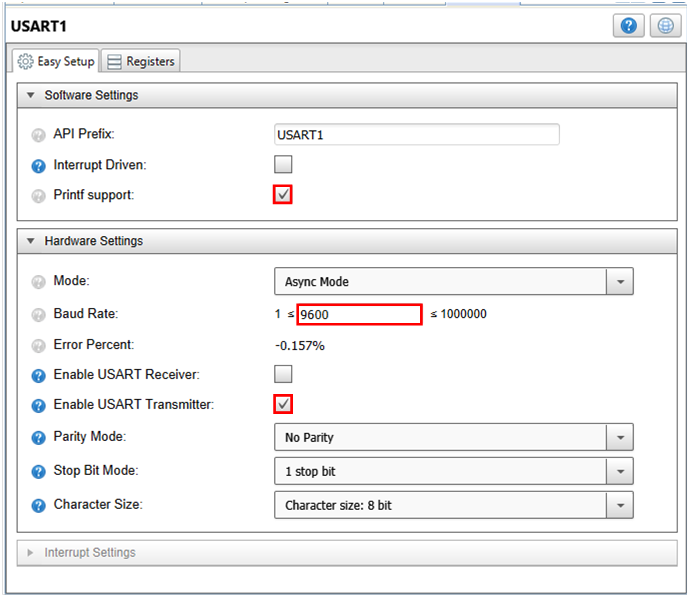 USART1
Easy Setup
Registers
Software Settings
API Prefix:
USART1
Interrupt Driven:
Printf support:
Hardware Settings
Mode:
Async Mode
Baud Rate:
1 ≤ 9600 ≤ 1000000
Error Percent:
-0.157%
Enable USART Receiver:
Enable USART Transmitter:
Parity Mode:
No Parity
Stop Bit Mode:
1 stop bit
Character Size:
Character size: 8 bit
Interrupt Settings